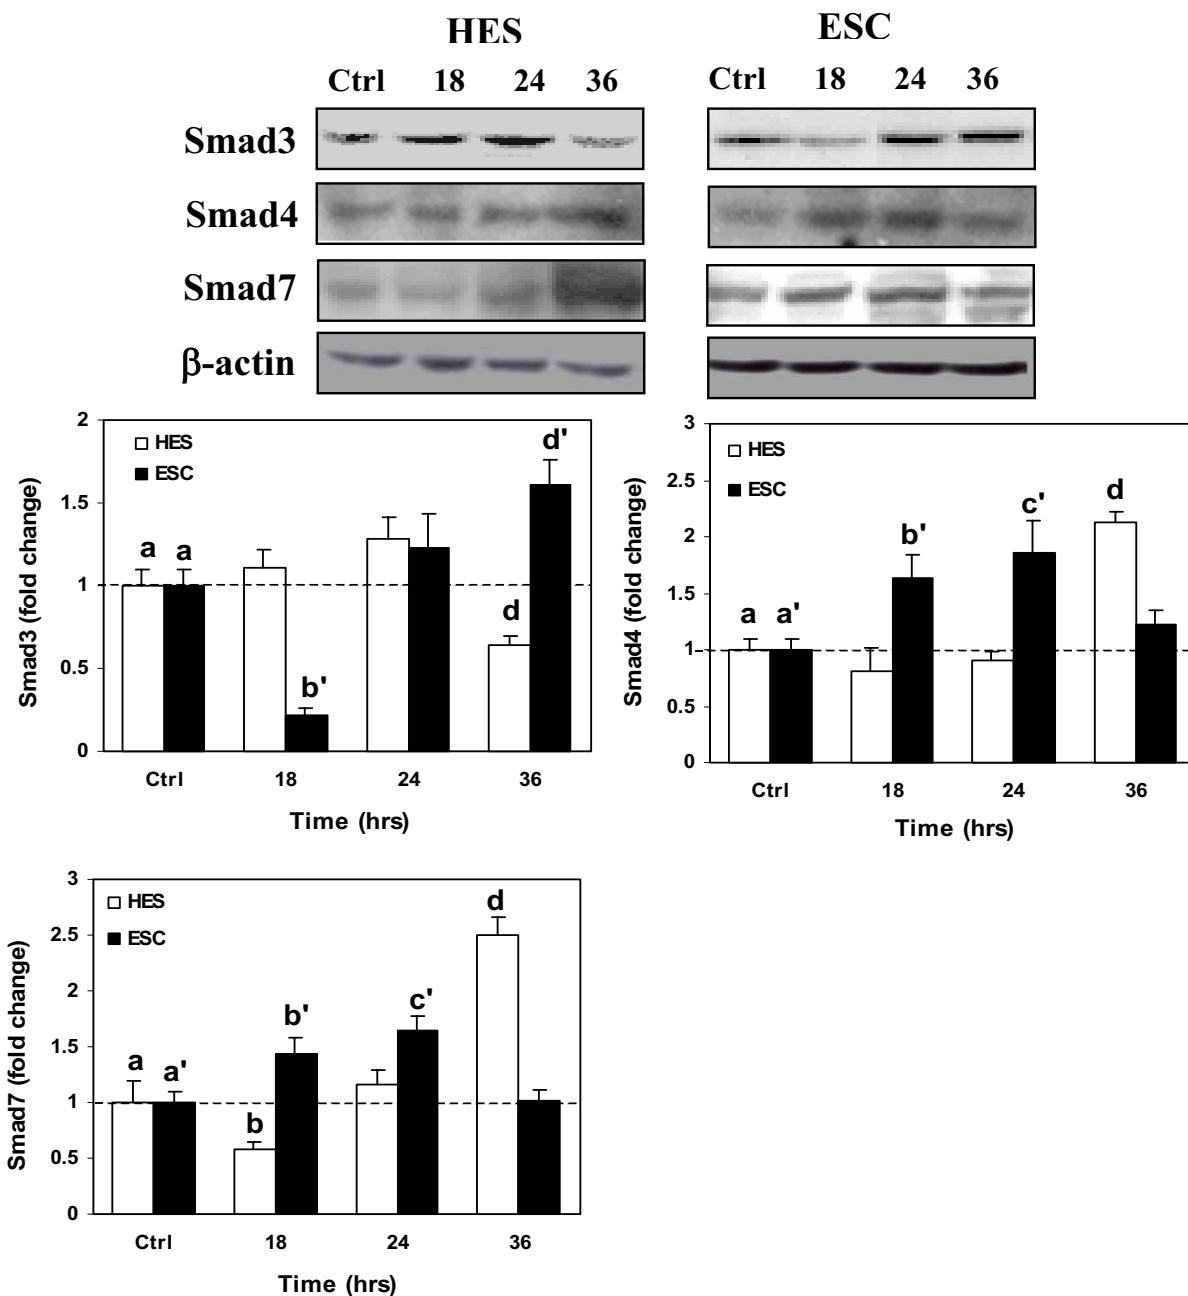 HES ESC
Ctrl 18 24 36 Ctrl 18 24 36
Smad3
Smad4
Smad7
β-actin
2
1.5
1
0.5
0
Smad3 (fold change)
HES
ESC
a a b' d d'
Ctrl 18 24 36
Time (hrs)
3
2.5
2
1.5
1
0.5
0
Smad4 (fold change)
HES
ESC
a a' b' c' d
Ctrl 18 24 36
Time (hrs)
3
2.5
2
1.5
1
0.5
0
Smad7 (fold change)
HES
ESC
a a' b b' c' d
Ctrl 18 24 36
Time (hrs)